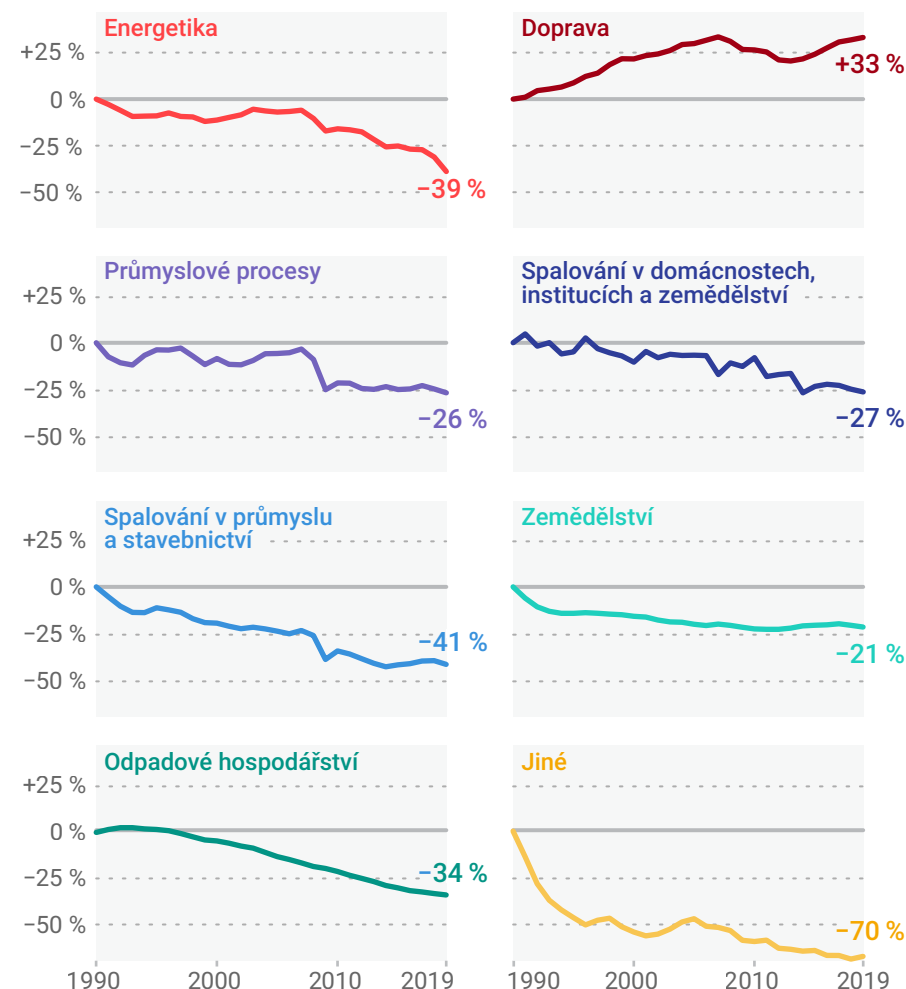 Energetika
+25 %
0 %
−25 %
−50 %
−39 %
Doprava
+33 %
Průmyslové procesy
+25 %
0 %
−25 %
−50 %
−26 %
Spalování v domácnostech,
institucích a zemědělství
−27 %
Spalování v průmyslu
a stavebnictví
+25 %
0 %
−25 %
−50 %
−41 %
Zemědělství
−21 %
Odpadové hospodářství
+25 %
0 %
−25 %
−50 %
−34 %
1990 2000 2010 2019
Jiné
−70 %
1990 2000 2010 2019